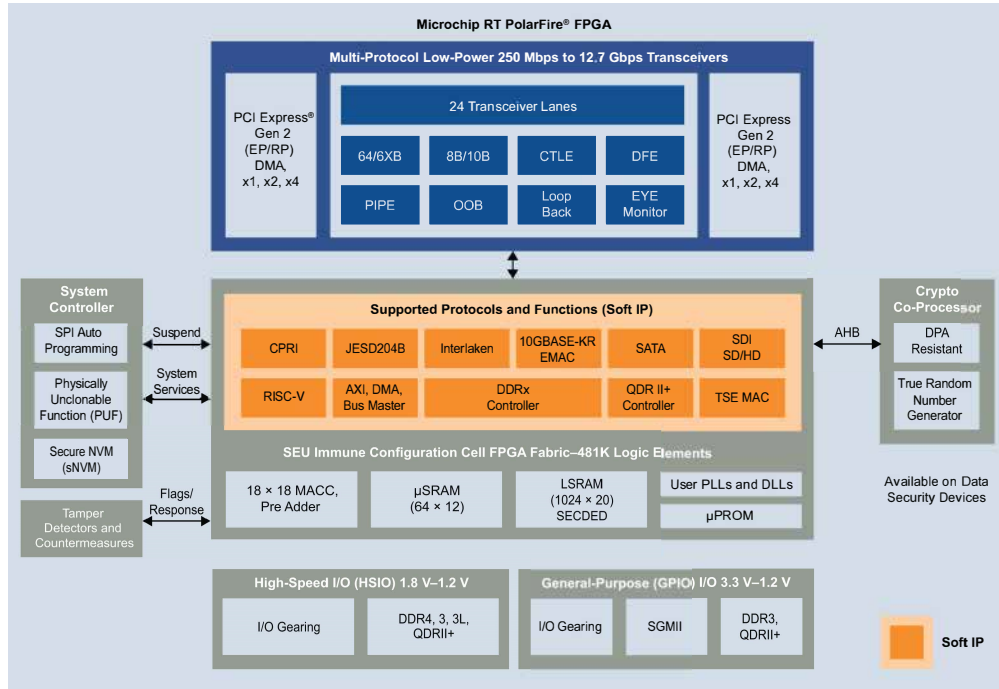 Microchip RT PolarFire® FPGA
Multi-Protocol Low-Power 250 Mbps to 12.7 Gbps Transceivers
PCI Express®
Gen 2
(EP/RP)
DMA,
x1, x2, x4
24 Transceiver Lanes
64/6XB
8B/10B
CTLE
DFE
PIPE
OOB
Loop
Back
EYE
Monitor
PCI Express
Gen 2
(EP/RP)
DMA,
x1, x2, x4
System
Controller
SPI Auto
Programming
Physically
Unclonable
Function (PUF)
Secure NVM
(sNVM)
Suspend
System
Services
Tamper
Detectors and
Countermeasures
Flags/
Response
Supported Protocols and Functions (Soft IP)
CPRI
JESD204B
Interlaken
10GBASE-KR
EMAC
SATA
SDI
SD/HD
RISC-V
AXI, DMA,
Bus Master
DDRx
Controller
QDR II+
Controller
TSE MAC
SEU Immune Configuration Cell FPGA Fabric–481K Logic Elements
18 × 18 MACC,
Pre Adder
µSRAM
(64 × 12)
LSRAM
(1024 × 20)
SECDED
User PLLs and DLLs
µPROM
AHB
Crypto
Co-Processor
DPA
Resistant
True Random
Number
Generator
Available on Data
Security Devices
High-Speed I/O (HSIO) 1.8 V–1.2 V
I/O Gearing
DDR4, 3, 3L,
QDRII+
General-Purpose (GPIO) I/O 3.3 V–1.2 V
I/O Gearing
SGMII
DDR3,
QDRII+
Soft IP